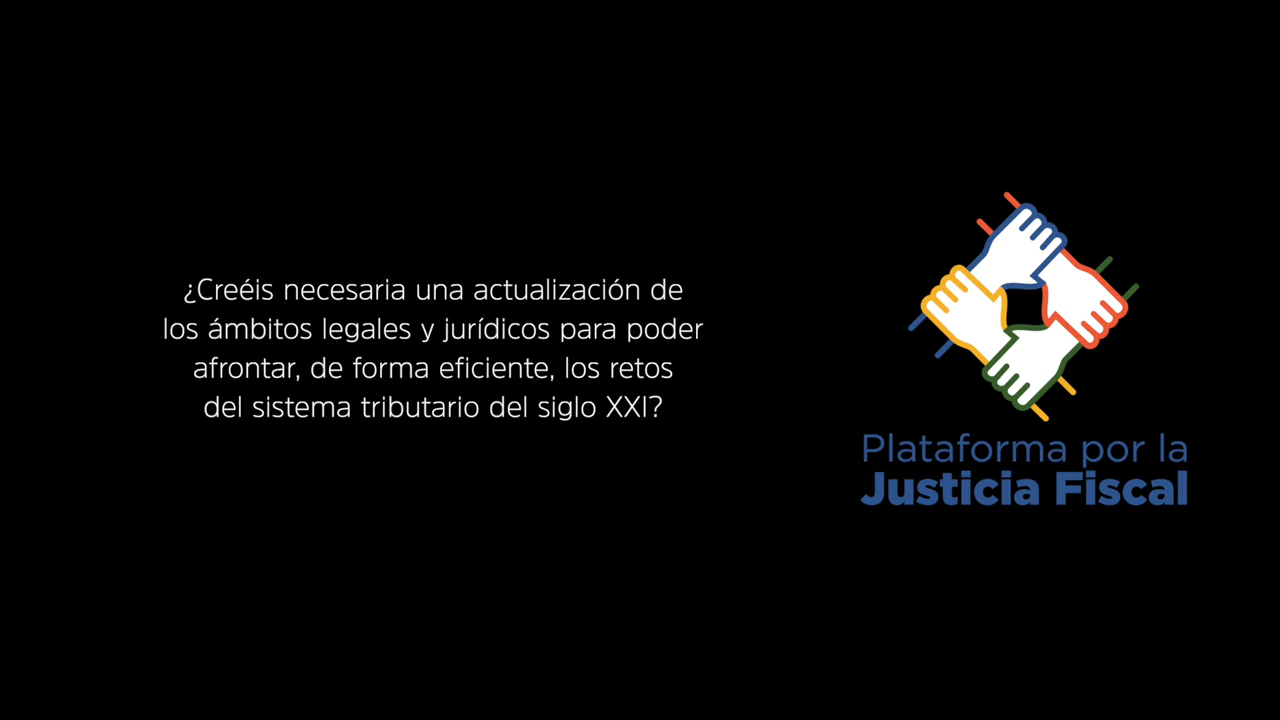 ¿Creéis necesaria una actualización de
los ámbitos legales y jurídicos para poder
afrontar, de forma eficiente, los retos
del sistema tributario del siglo XXI?
Plataforma por la
Justicia Fiscal